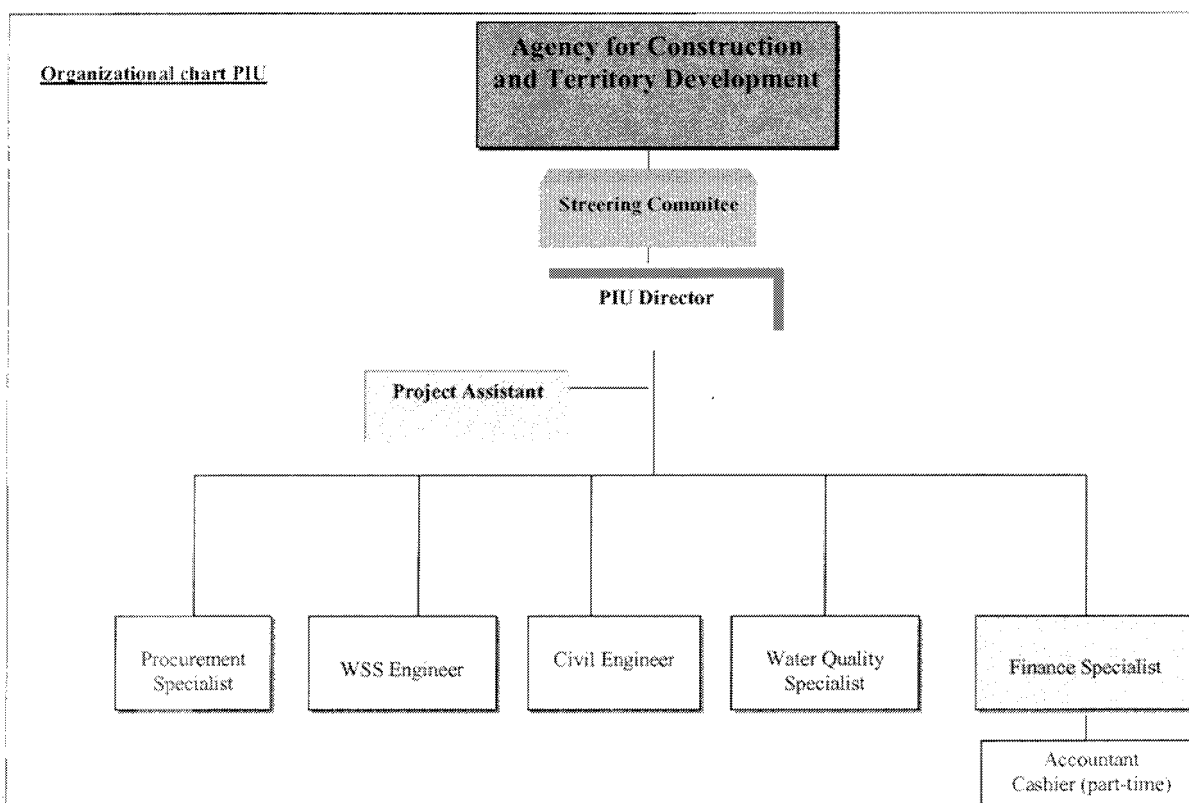 Organizational chart PIU
Agency for Construction
and Territory Development
Streering Commitee
PIU Director
Project Assistant
Procurement
Specialist
WSS Engineer
Civil Engineer
Water Quality
Specialist
Finance Specialist
Accountant
Cashier (part-time)